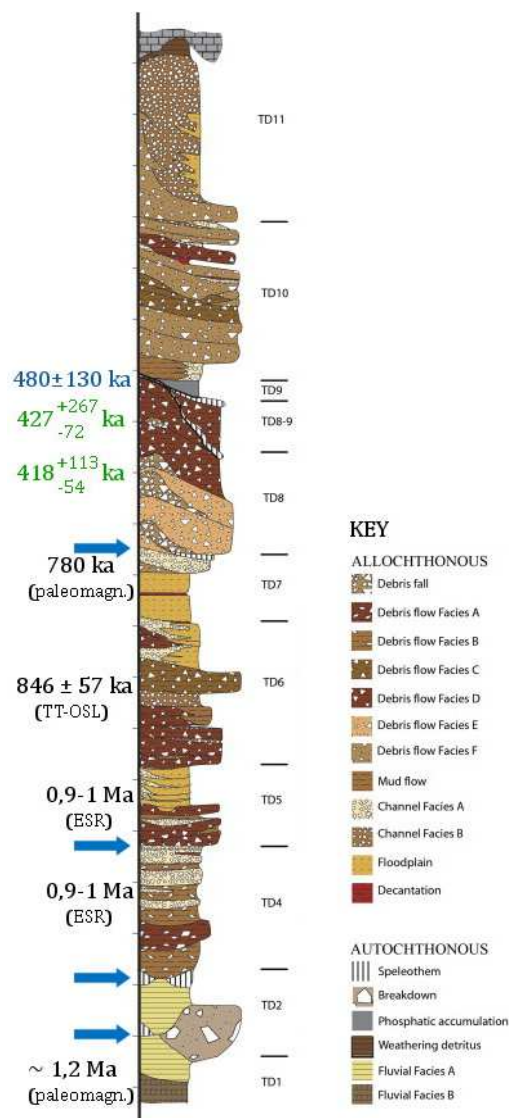 TD11
TD10
480±130 ka
TD9
427 +267 -72 ka
TD8-9
418 +113 -54 ka
TD8
780 ka
(paleomagn.)
TD7
846 ± 57 ka
(TT-OSL)
TD6
0,9-1 Ma
(ESR)
TD5
0,9-1 Ma
(ESR)
TD4
TD2
~ 1,2 Ma
(paleomagn.)
TD1
KEY
ALLOCHTHONOUS
Debris fall
Debris flow Facies A
Debris flow Facies B
Debris flow Facies C
Debris flow Facies D
Debris flow Facies E
Debris flow Facies F
Mud flow
Channel Facies A
Channel Facies B
Floodplain
Decantation
AUTOCHTHONOUS
Speleothem
Breakdown
Phosphatic accumulation
Weathering detritus
Fluvial Facies A
Fluvial Facies B